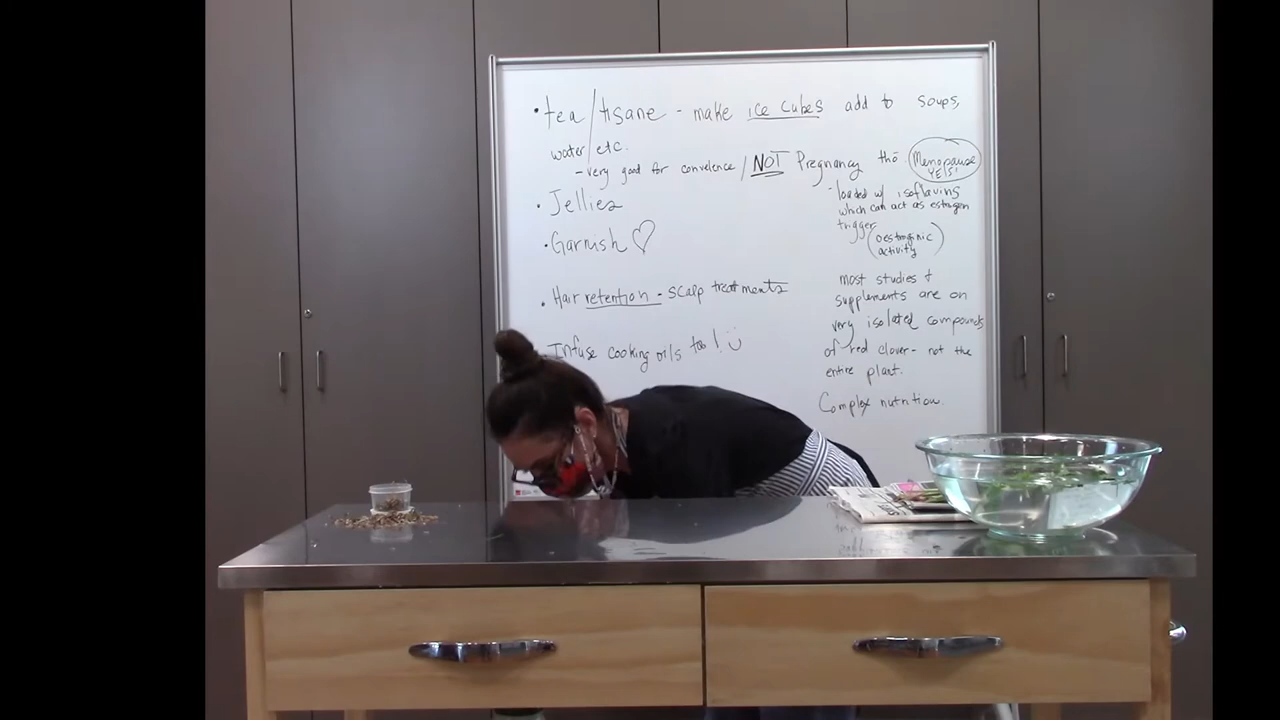 • tea/tisane - make ice cubes add to soups,
water/etc.
- very good for convelence / NOT Pregnancy thō Menopause YES!
- loaded w/ isoflavins
which can act as estrogen
trigger
(oestrogenic
activity)
• Jellies
• Garnish ♡
• Hair retention - scalp treatments
• Infuse cooking oils too! :)
most studies &
supplements are on
very isolated compounds
of red clover - not the
entire plant.
Complex nutrition.